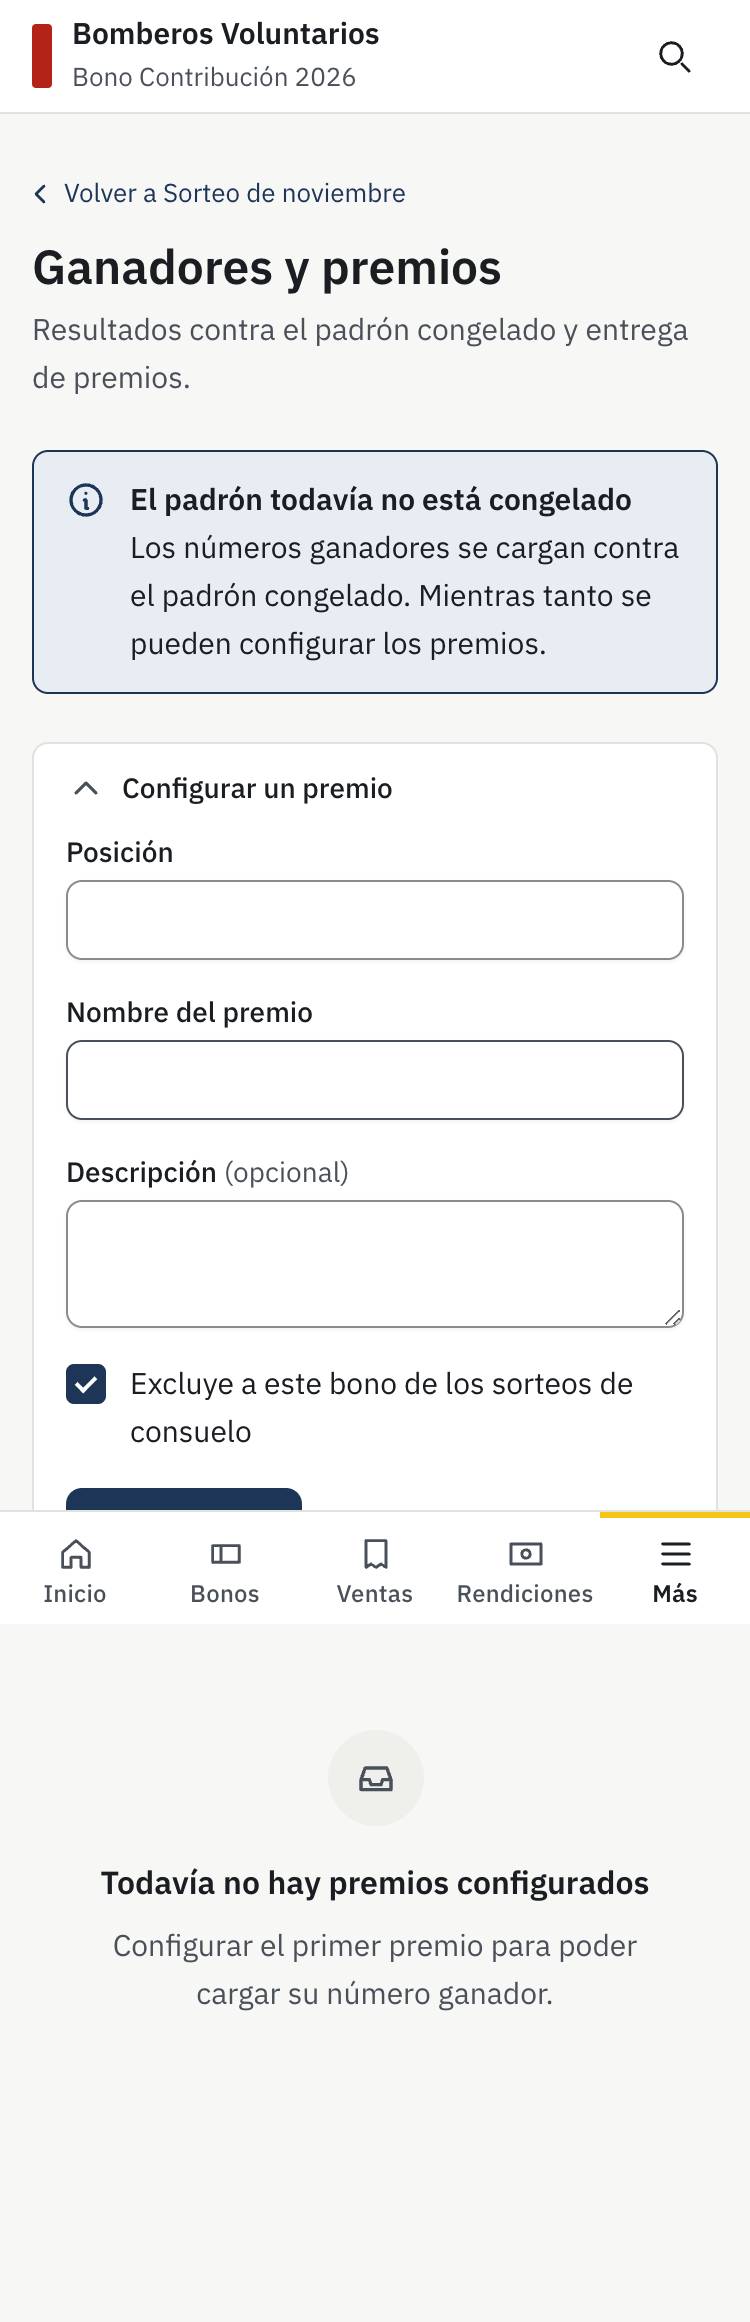 Bomberos Voluntarios
Bono Contribución 2026
Volver a Sorteo de noviembre
Ganadores y premios
Resultados contra el padrón congelado y entrega
de premios.
El padrón todavía no está congelado
Los números ganadores se cargan contra
el padrón congelado. Mientras tanto se
pueden configurar los premios.
Configurar un premio
Posición
Nombre del premio
Descripción (opcional)
Excluye a este bono de los sorteos de
consuelo
Inicio
Bonos
Ventas
Rendiciones
Más
Todavía no hay premios configurados
Configurar el primer premio para poder
cargar su número ganador.